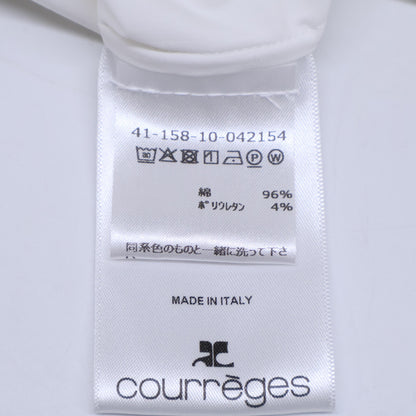 41-158-10-042154
綿 96%
ポリウレタン 4%
同系色のものと一緒に洗って下さ
い
MADE IN ITALY
courrèges